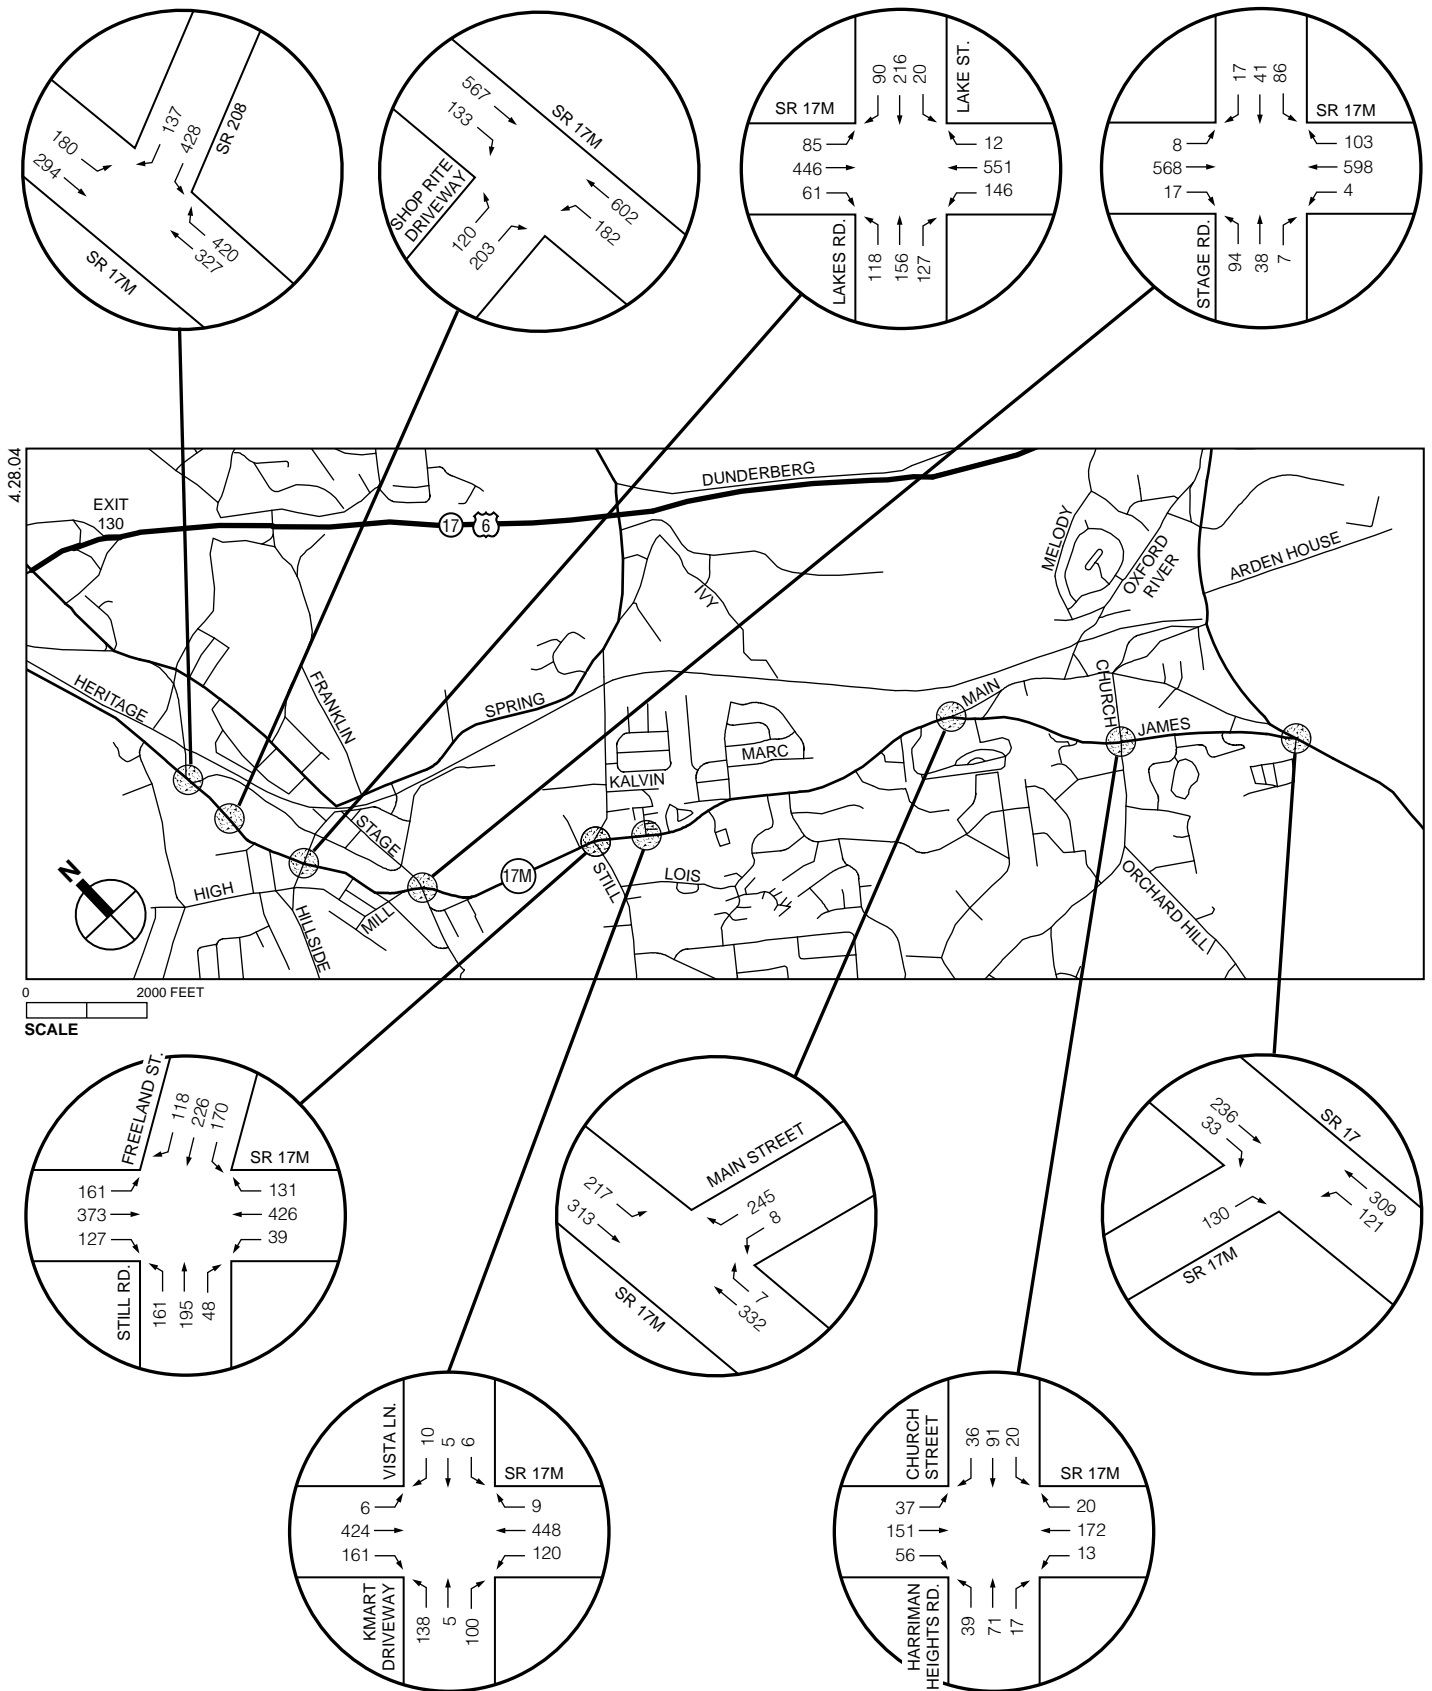 180
294
137
428
SR 208
420
327
SR 17M
567
133
SR 17M
SHOP RITE
DRIVEWAY
120
203
602
182
90
216
20
LAKE ST.
SR 17M
85
446
61
12
551
146
LAKES RD.
118
156
127
17
41
86
SR 17M
8
568
17
103
598
4
STAGE RD.
94
38
7
4.28.04
EXIT
130
17
6
DUNDERBERG
MELODY
OXFORD
RIVER
ARDEN HOUSE
IVY
HERITAGE
FRANKLIN
SPRING
CHURCH
MAIN
JAMES
MARC
KALVIN
STAGE
17M
STILL
LOIS
N
HIGH
HILLSIDE
MILL
ORCHARD HILL
0
2000 FEET
SCALE
FREELAND ST.
118
226
170
SR 17M
161
373
127
131
426
39
STILL RD.
161
195
48
217
313
MAIN STREET
245
8
7
332
SR 17M
236
33
SR 17
309
121
130
SR 17M
VISTA LN.
10
5
6
SR 17M
6
424
161
9
448
120
KMART
DRIVEWAY
138
5
100
CHURCH
STREET
36
91
20
SR 17M
37
151
56
20
172
13
HARRIMAN
HEIGHTS RD.
39
71
17